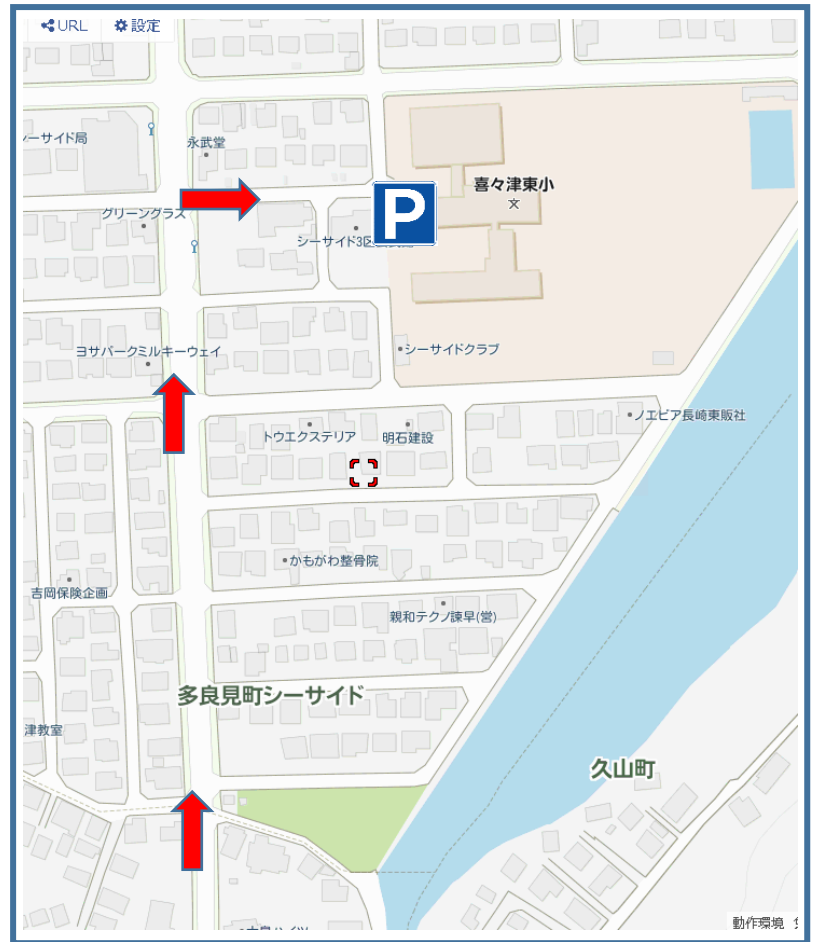 URL 設定
ーサイド局
永武堂
喜々津東小
文
P
グリーングラス
シーサイド3区
シーサイドクラブ
ヨサパークミルキーウェイ
ノエビア長崎東販社
トウエクステリア
明石建設
かもがわ整骨院
吉岡保険企画
親和テクノ諫早(営)
多良見町シーサイド
津教室
久山町
動作環境